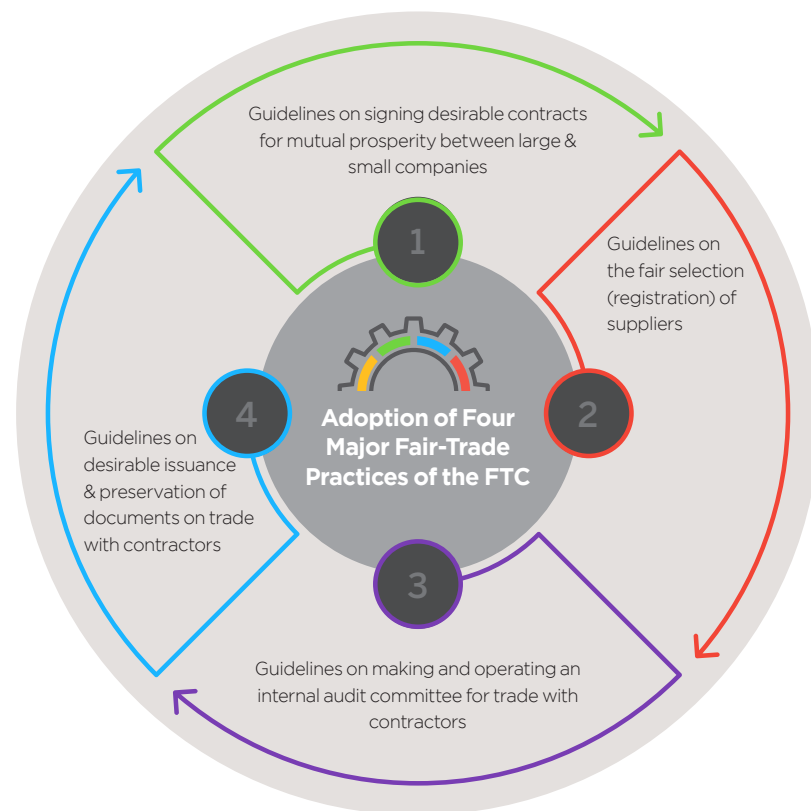 Guidelines on signing desirable contracts
for mutual prosperity between large &
small companies
1
Guidelines on
the fair selection
(registration) of
suppliers
2
Adoption of Four
Major Fair-Trade
Practices of the FTC
3
Guidelines on making and operating an
internal audit committee for trade with
contractors
4
Guidelines on
desirable issuance
& preservation of
documents on trade
with contractors